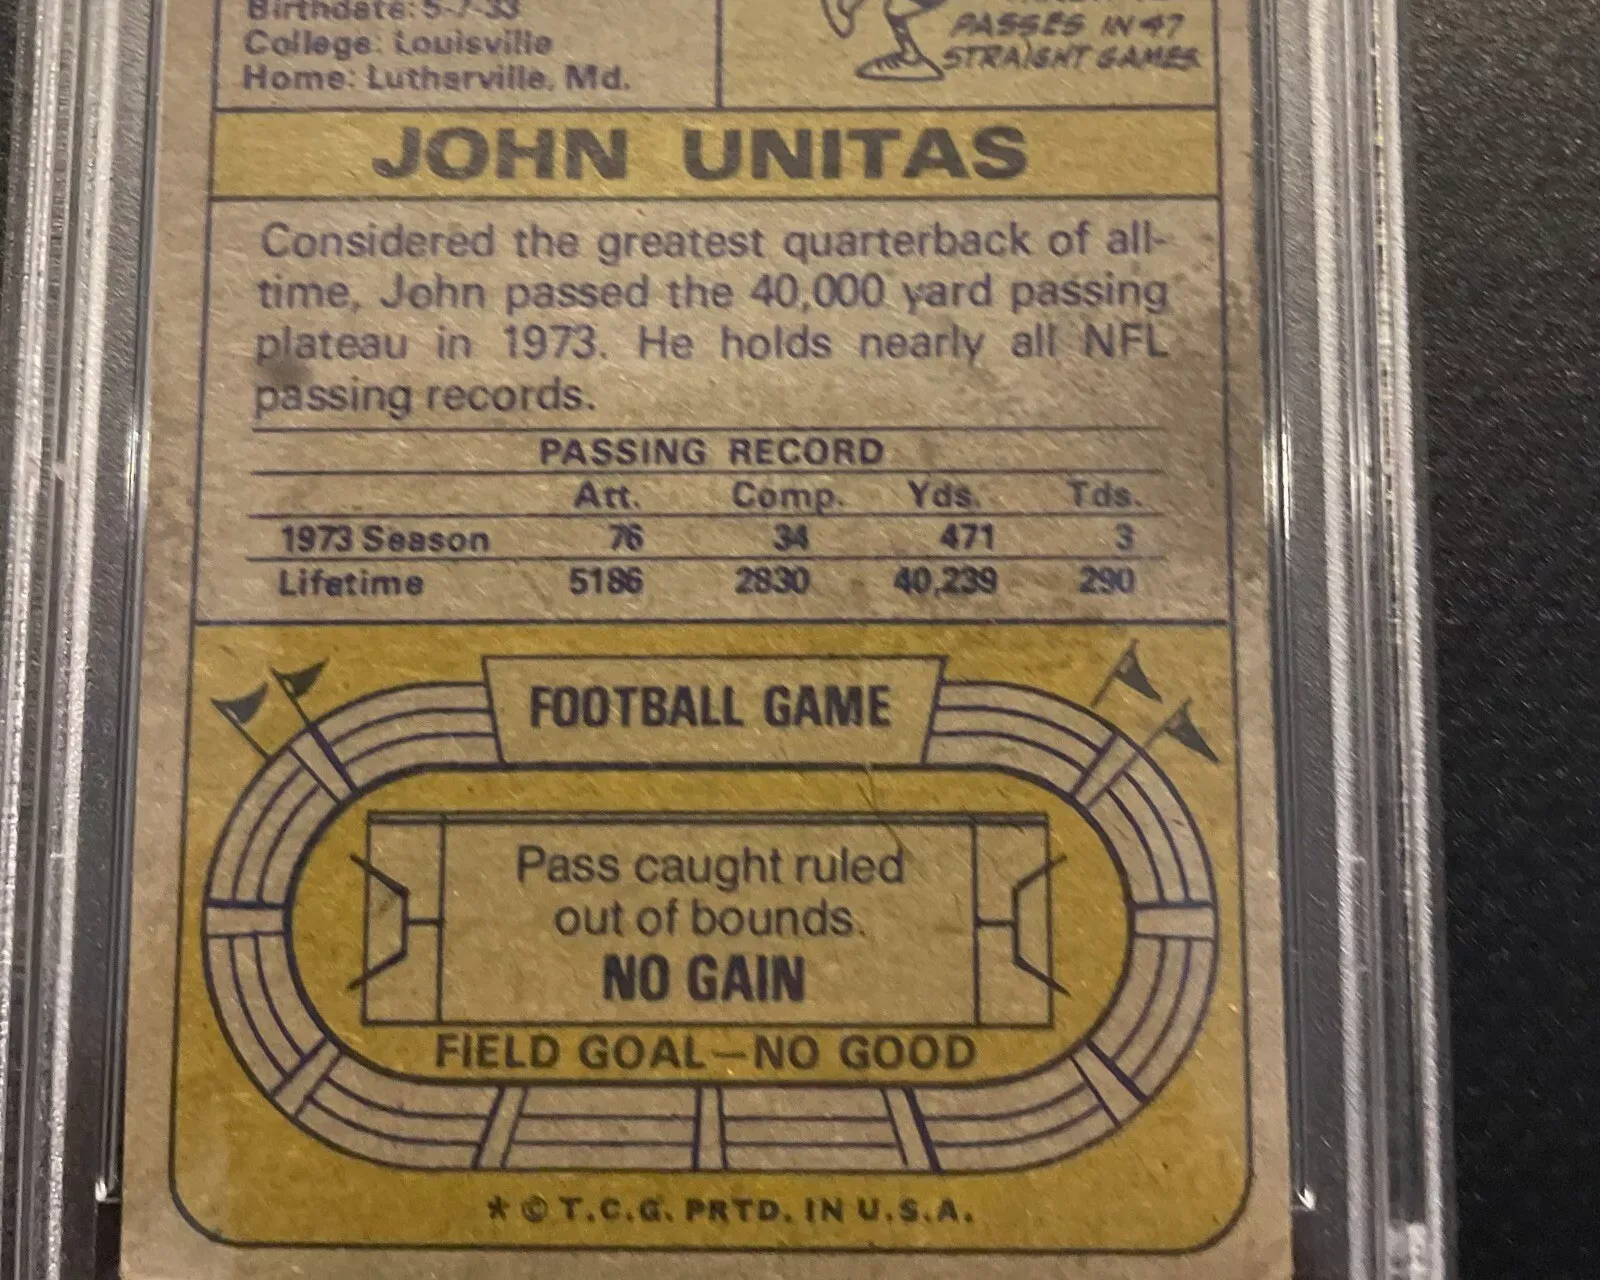 Birthdate: 5-7-33
College: Louisville
Home: Lutharville, Md.
PASSES IN 47
STRAIGHT GAMES
JOHN UNITAS
Considered the greatest quarterback of all-
time, John passed the 40,000 yard passing
plateau in 1973. He holds nearly all NFL
passing records.
PASSING RECORD
Att. Comp. Yds. Tds.
1973 Season 76 34 471 3
Lifetime 5186 2830 40,239 290
FOOTBALL GAME
Pass caught ruled
out of bounds.
NO GAIN
FIELD GOAL—NO GOOD
* © T.C.G. PRTD. IN U.S.A.